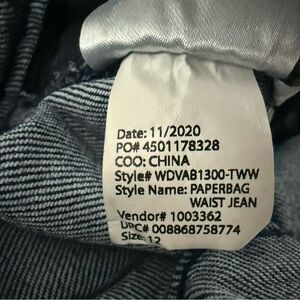 Date: 11/2020
PO# 4501178328
COO: CHINA
Style# WDVAB1300-TWW
Style Name: PAPERBAG
WAIST JEAN
Vendor# 1003362
UPC# 008868758774
Size: 12